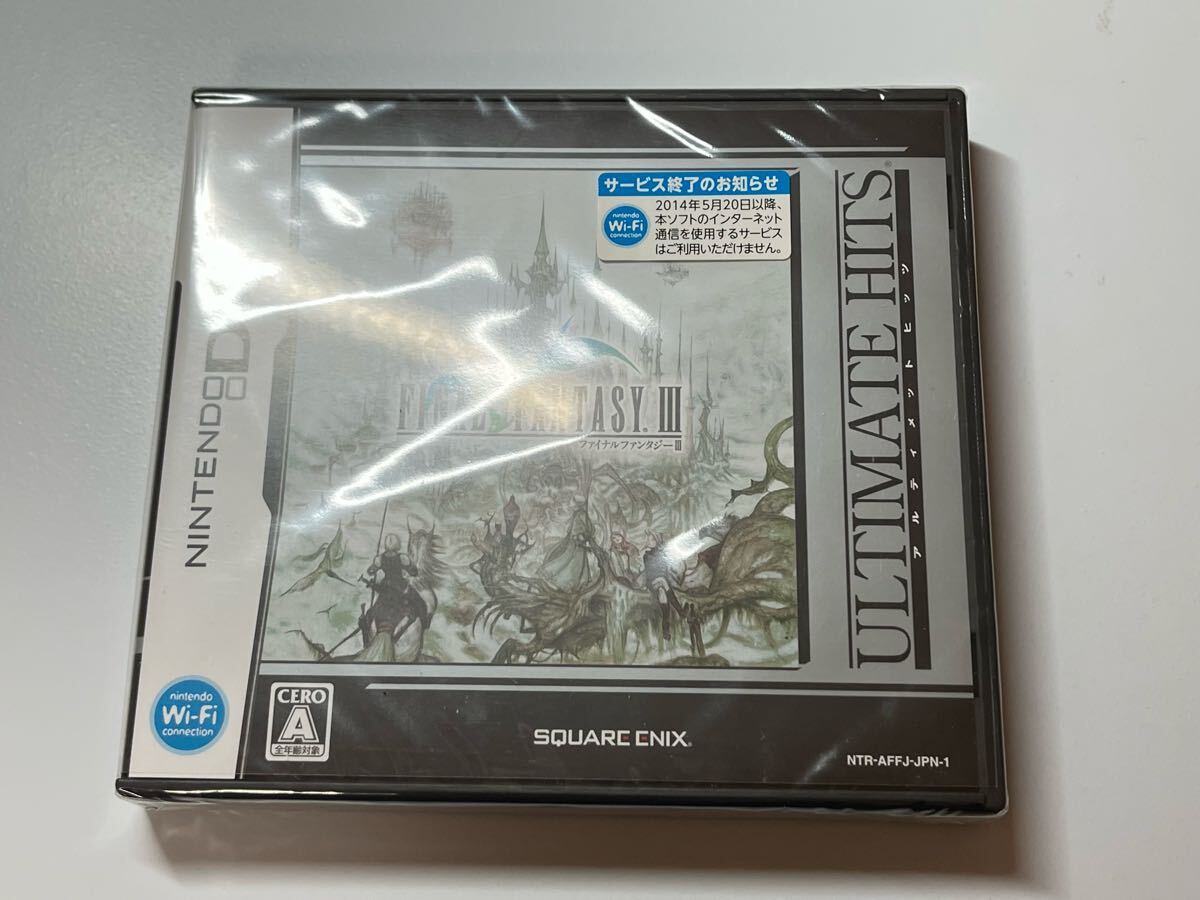 サービス終了のお知らせ
nintendo
Wi-Fi
connection
2014年5月20日以降、
本ソフトのインターネット
通信を使用するサービス
はご利用いただけません。
NINTENDO
FINAL FANTASY. III
ファイナルファンタジーIII
ULTIMATE HITS®
アルティメットヒッツ
nintendo
Wi-Fi
connection
CERO
A
全年齢対象
SQUARE ENIX®
NTR-AFFJ-JPN-1